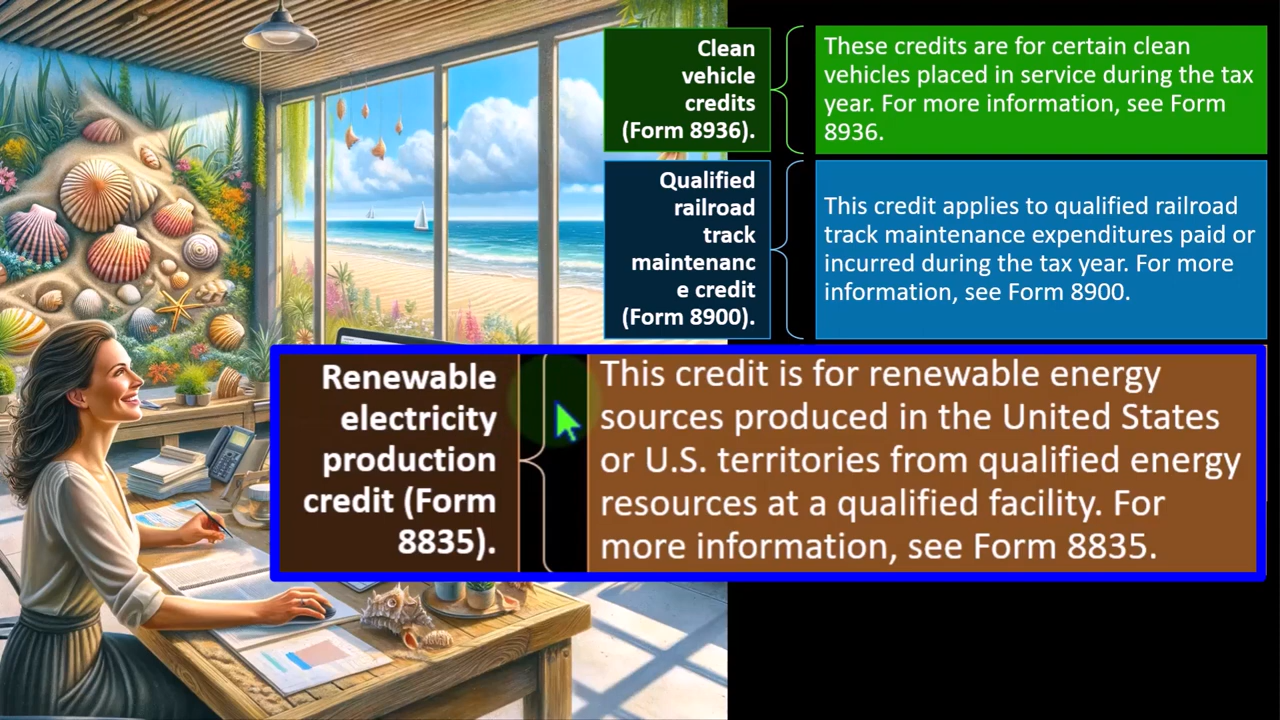 Clean
vehicle
credits
(Form 8936).
These credits are for certain clean
vehicles placed in service during the tax
year. For more information, see Form
8936.
Qualified
railroad
track
maintenanc
e credit
(Form 8900).
This credit applies to qualified railroad
track maintenance expenditures paid or
incurred during the tax year. For more
information, see Form 8900.
Renewable
electricity
production
credit (Form
8835).
This credit is for renewable energy
sources produced in the United States
or U.S. territories from qualified energy
resources at a qualified facility. For
more information, see Form 8835.